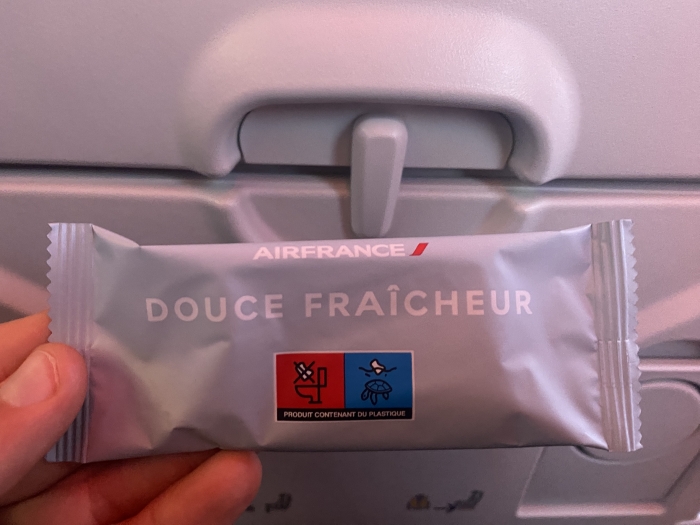 AIRFRANCE
DOUCE FRAÎCHEUR
PRODUIT CONTENANT DU PLASTIQUE